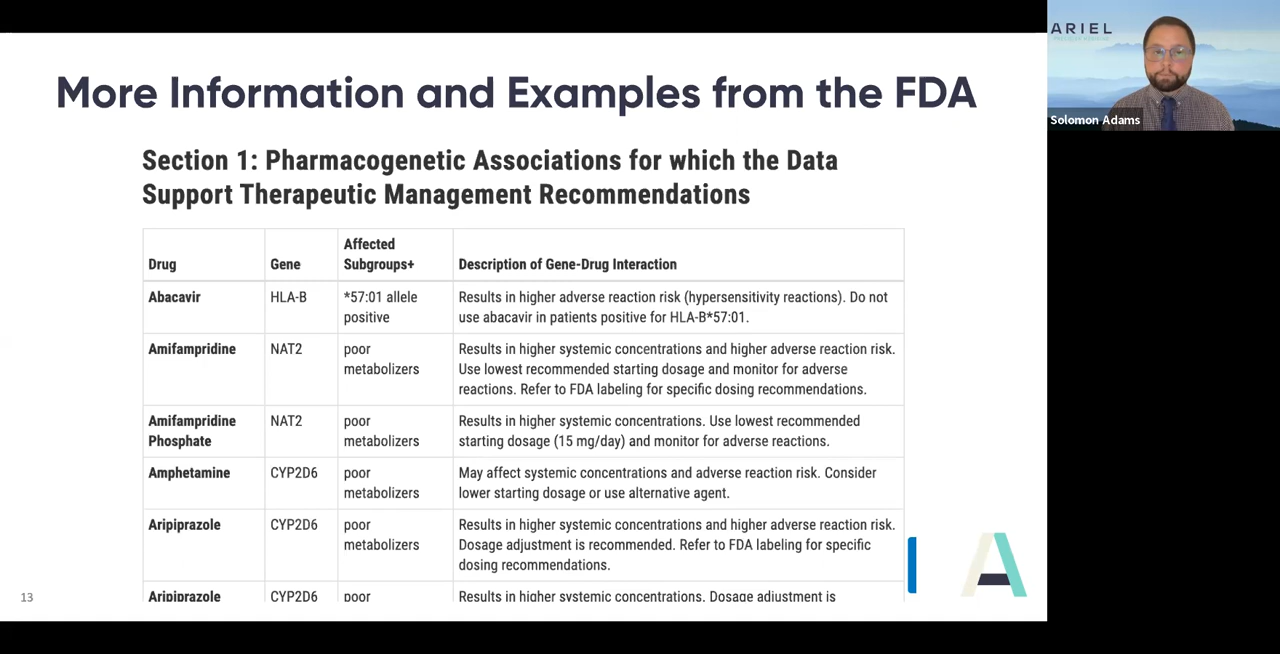 More Information and Examples from the FDA
Section 1: Pharmacogenetic Associations for which the Data
Support Therapeutic Management Recommendations
Drug
Gene
Affected
Subgroups+
Description of Gene-Drug Interaction
Abacavir
HLA-B
*57:01 allele
positive
Results in higher adverse reaction risk (hypersensitivity reactions). Do not
use abacavir in patients positive for HLA-B*57:01.
Amifampridine
NAT2
poor
metabolizers
Results in higher systemic concentrations and higher adverse reaction risk.
Use lowest recommended starting dosage and monitor for adverse
reactions. Refer to FDA labeling for specific dosing recommendations.
Amifampridine
Phosphate
NAT2
poor
metabolizers
Results in higher systemic concentrations. Use lowest recommended
starting dosage (15 mg/day) and monitor for adverse reactions.
Amphetamine
CYP2D6
poor
metabolizers
May affect systemic concentrations and adverse reaction risk. Consider
lower starting dosage or use alternative agent.
Aripiprazole
CYP2D6
poor
metabolizers
Results in higher systemic concentrations and higher adverse reaction risk.
Dosage adjustment is recommended. Refer to FDA labeling for specific
dosing recommendations.
Aripiprazole
CYP2D6
poor
Results in higher systemic concentrations. Dosage adjustment is
13
ARIEL
Solomon Adams